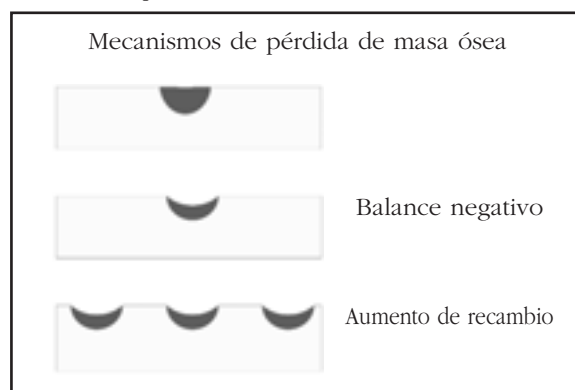 Mecanismos de pérdida de masa ósea
Balance negativo
Aumento de recambio